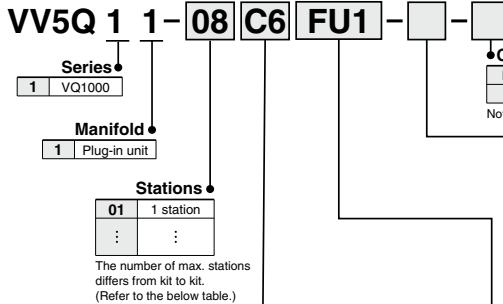 VV5Q 1 1 - 08 C6 FU1 - -
Series
1 VQ1000
Manifold
1 Plug-in unit
Stations
01 1 station
⋮ ⋮
The number of max. stations
differs from kit to kit.
(Refer to the below table.)